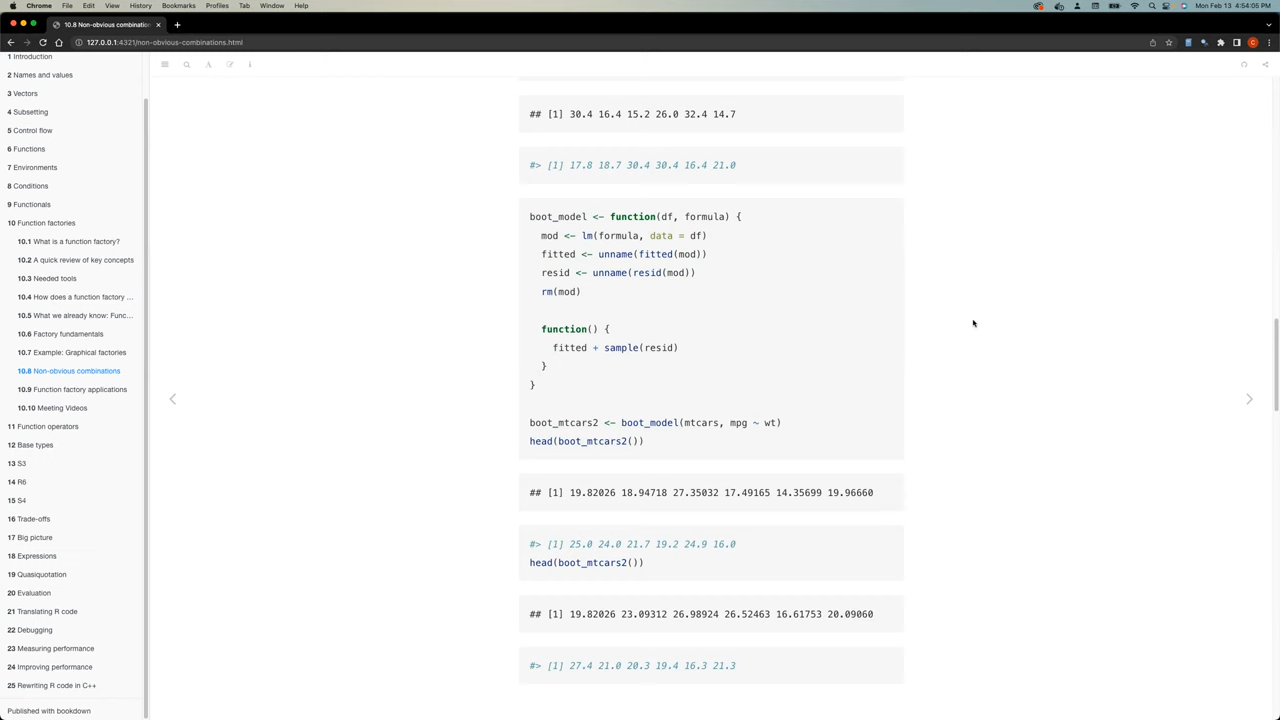 Chrome File Edit View History Bookmarks Profiles Tab Window Help Mon Feb 13 4:54:05 PM
10.8 Non-obvious combination
127.0.0.1:4321/non-obvious-combinations.html
1 Introduction
2 Names and values
3 Vectors
4 Subsetting
5 Control flow
6 Functions
7 Environments
8 Conditions
9 Functionals
10 Function factories
10.1 What is a function factory?
10.2 A quick review of key concepts
10.3 Needed tools
10.4 How does a function factory ...
10.5 What we already know: Func...
10.6 Factory fundamentals
10.7 Example: Graphical factories
10.8 Non-obvious combinations
10.9 Function factory applications
10.10 Meeting Videos
11 Function operators
12 Base types
13 S3
14 R6
15 S4
16 Trade-offs
17 Big picture
18 Expressions
19 Quasiquotation
20 Evaluation
21 Translating R code
22 Debugging
23 Measuring performance
24 Improving performance
25 Rewriting R code in C++
Published with bookdown
## [1] 30.4 16.4 15.2 26.0 32.4 14.7
#> [1] 17.8 18.7 30.4 30.4 16.4 21.0
boot_model <- function(df, formula) {
mod <- lm(formula, data = df)
fitted <- unname(fitted(mod))
resid <- unname(resid(mod))
rm(mod)
function() {
fitted + sample(resid)
}
}
boot_mtcars2 <- boot_model(mtcars, mpg ~ wt)
head(boot_mtcars2())
## [1] 19.82026 18.94718 27.35032 17.49165 14.35699 19.96660
#> [1] 25.0 24.0 21.7 19.2 24.9 16.0
head(boot_mtcars2())
## [1] 19.82026 23.09312 26.98924 26.52463 16.61753 20.09060
#> [1] 27.4 21.0 20.3 19.4 16.3 21.3